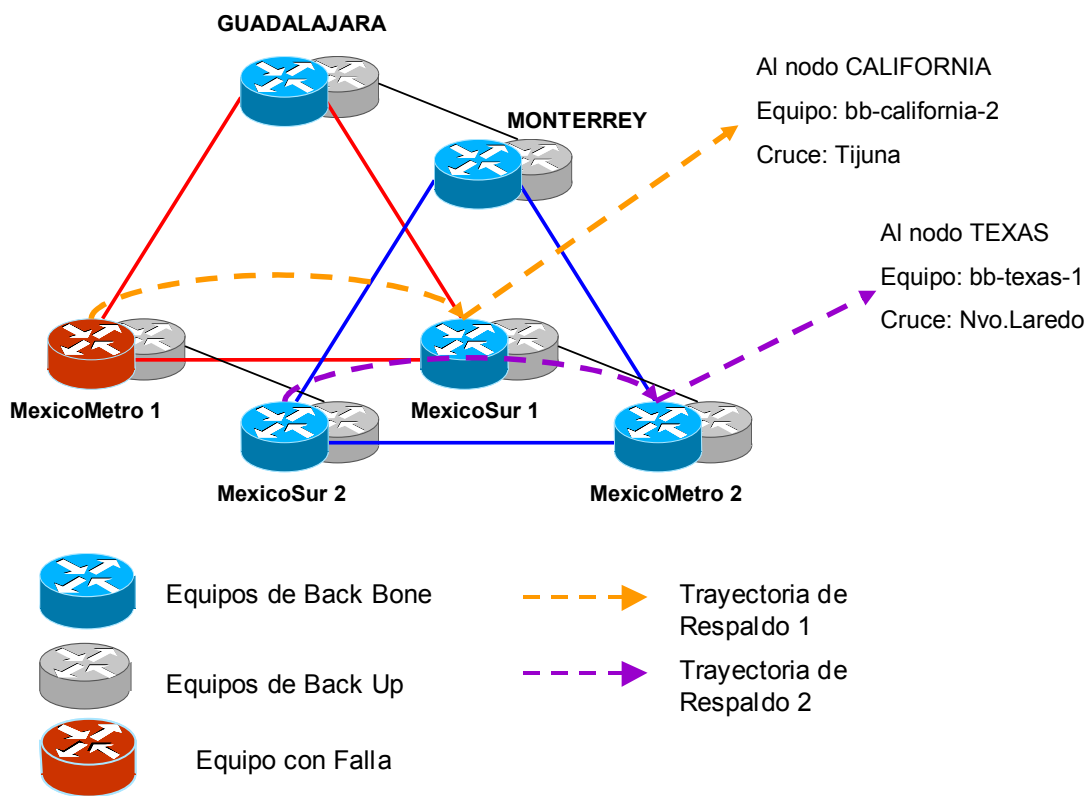 GUADALAJARA
MONTERREY
Al nodo CALIFORNIA
Equipo: bb-california-2
Cruce: Tijuna
Al nodo TEXAS
Equipo: bb-texas-1
Cruce: Nvo.Laredo
MexicoMetro 1
MexicoSur 1
MexicoSur 2
MexicoMetro 2
Equipos de Back Bone
Trayectoria de
Respaldo 1
Equipos de Back Up
Trayectoria de
Respaldo 2
Equipo con Falla